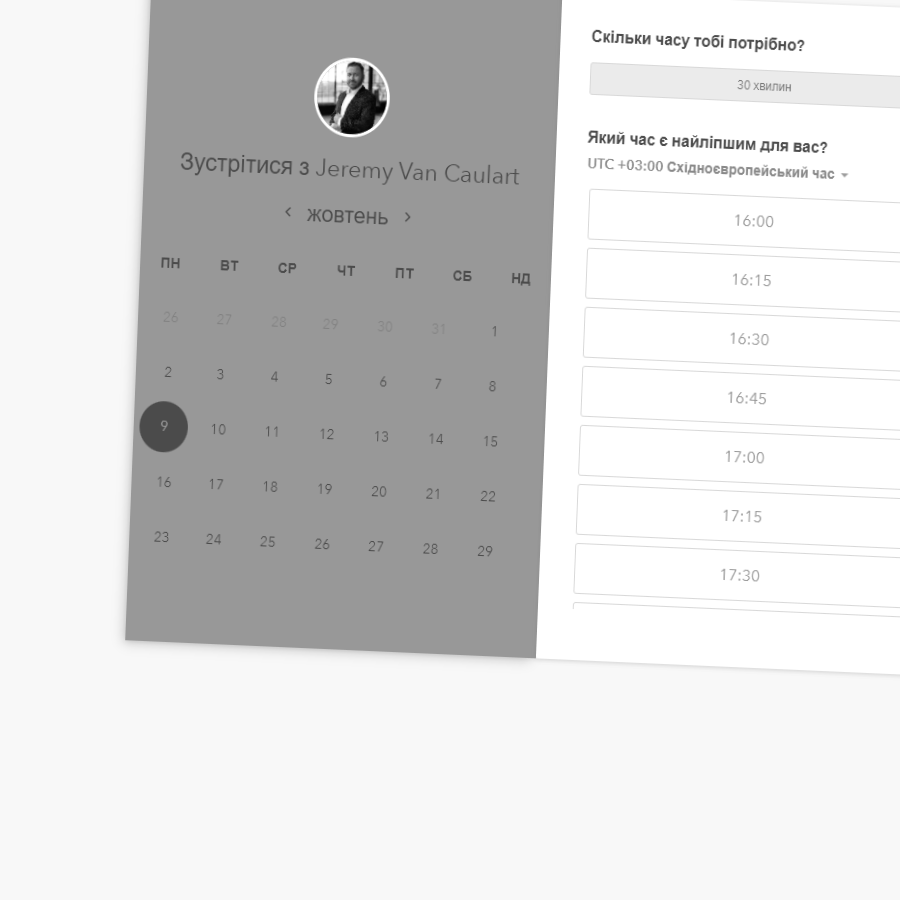 Зустрітися з Jeremy Van Caulart
‹ жовтень ›
ПН ВТ СР ЧТ ПТ СБ НД
26 27 28 29 30 31 1
2 3 4 5 6 7 8
9 10 11 12 13 14 15
16 17 18 19 20 21 22
23 24 25 26 27 28 29
Скільки часу тобі потрібно?
30 хвилин
Який час є найліпшим для вас?
UTC +03:00 Східноєвропейський час
16:00
16:15
16:30
16:45
17:00
17:15
17:30